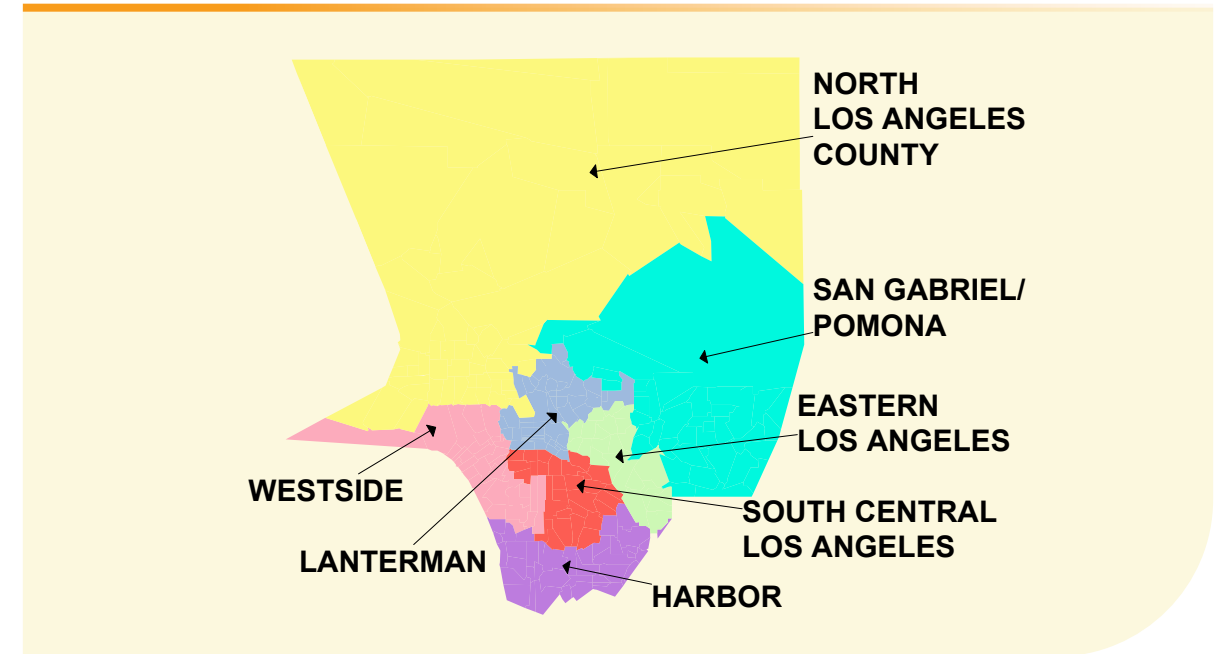 NORTH
LOS ANGELES
COUNTY
SAN GABRIEL/
POMONA
EASTERN
LOS ANGELES
WESTSIDE
SOUTH CENTRAL
LOS ANGELES
LANTERMAN
HARBOR